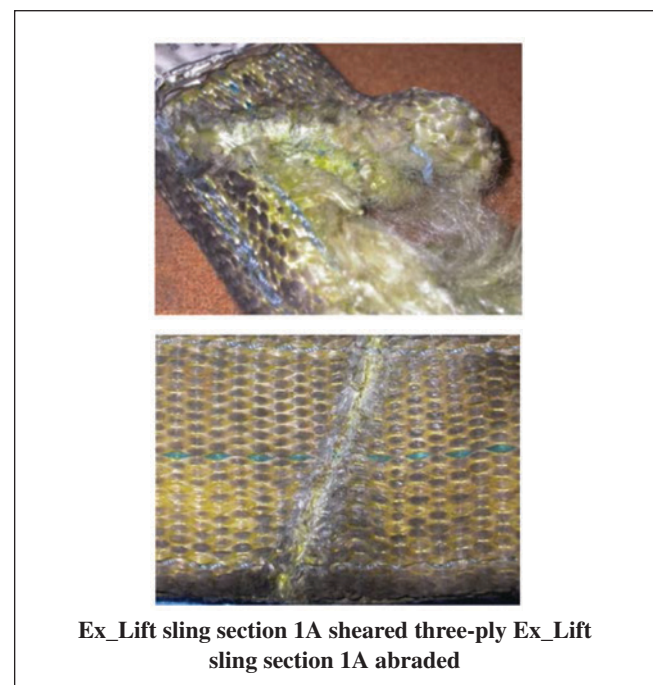 Ex_Lift sling section 1A sheared three-ply Ex_Lift
sling section 1A abraded